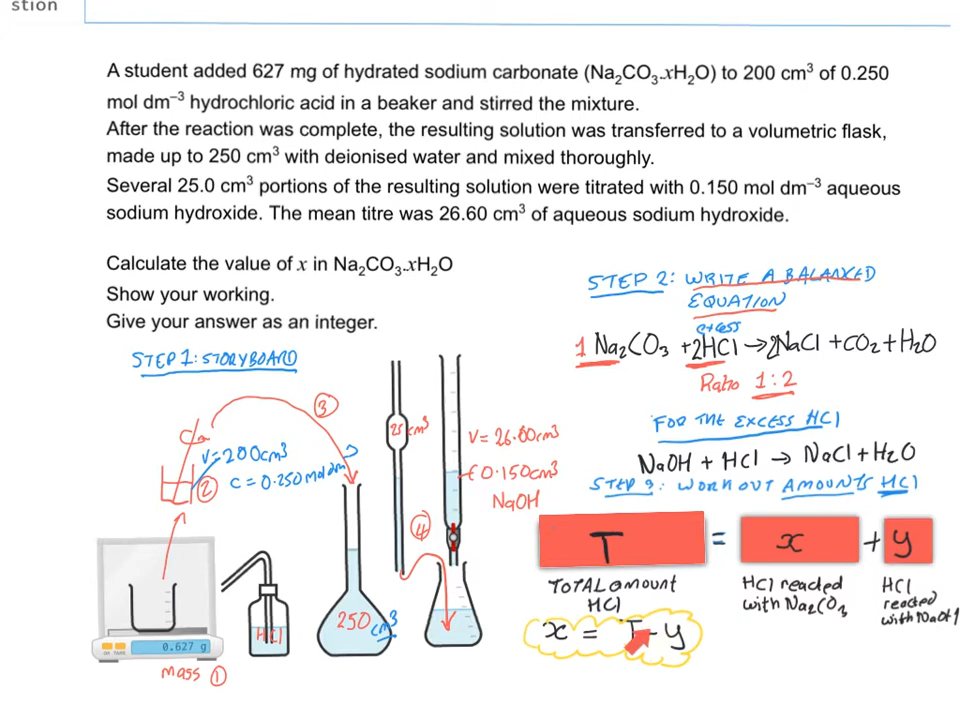 stion
A student added 627 mg of hydrated sodium carbonate (Na₂CO₃.xH₂O) to 200 cm³ of 0.250
mol dm⁻³ hydrochloric acid in a beaker and stirred the mixture.
After the reaction was complete, the resulting solution was transferred to a volumetric flask,
made up to 250 cm³ with deionised water and mixed thoroughly.
Several 25.0 cm³ portions of the resulting solution were titrated with 0.150 mol dm⁻³ aqueous
sodium hydroxide. The mean titre was 26.60 cm³ of aqueous sodium hydroxide.
Calculate the value of x in Na₂CO₃.xH₂O
Show your working.
Give your answer as an integer.
STEP 1: STORYBOARD
3
V=200cm³
C=0.250mol dm
2
25 cm³
V=26.60cm³
0.150cm³
NaOH
4
HCl
250 cm³
ON
TARE
0.627 g
MASS 1
STEP 2: WRITE A BALANCED
EQUATION
excess
1 Na₂CO₃ + 2HCl → 2NaCl + CO₂ + H₂O
Ratio 1:2
FOR THE EXCESS HCl
NaOH + HCl → NaCl + H₂O
STEP 3: WORK OUT AMOUNTS HCl
T = x + y
TOTAL amount
HCl
HCl reacted
with Na₂CO₃
HCl
reacted
with NaOH
x = T - y